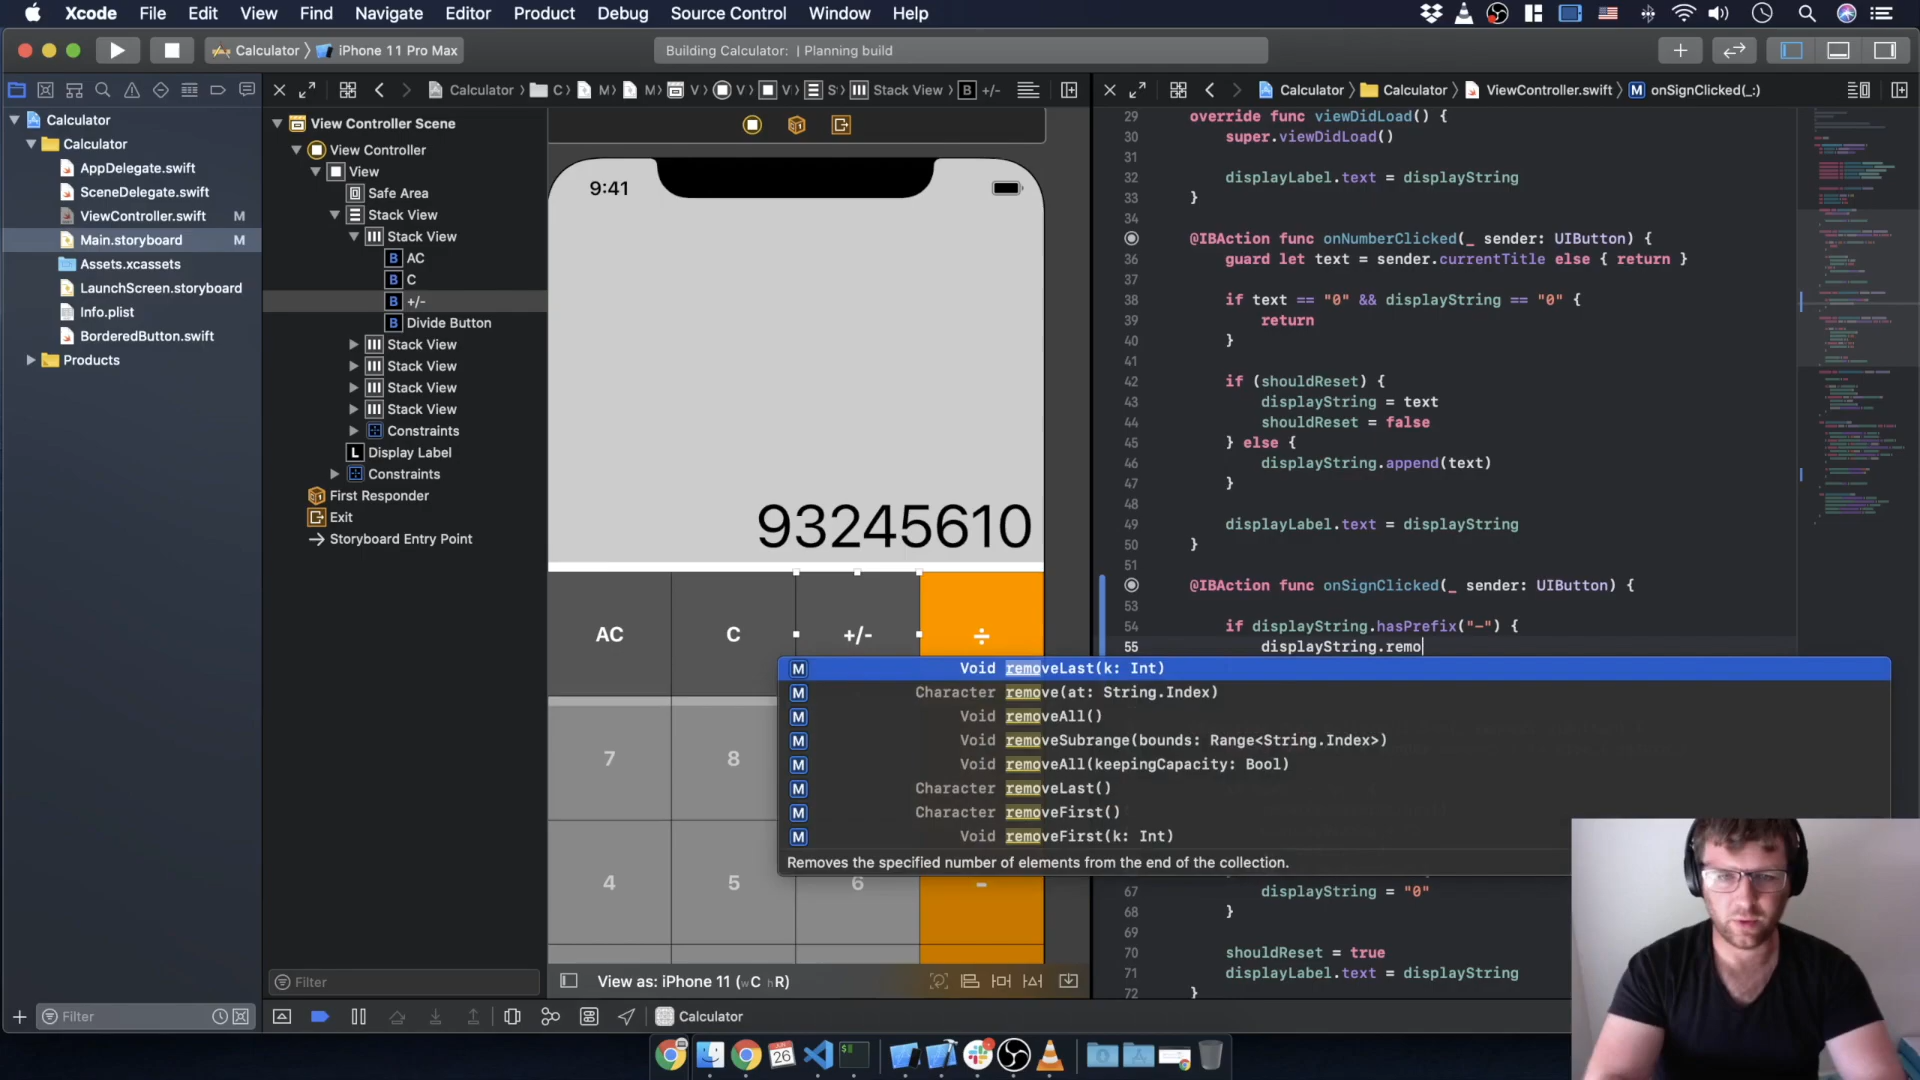 Xcode File Edit View Find Navigate Editor Product Debug Source Control Window Help
Calculator iPhone 11 Pro Max
Building Calculator: | Planning build
Calculator
Calculator
AppDelegate.swift
SceneDelegate.swift
ViewController.swift M
Main.storyboard M
Assets.xcassets
LaunchScreen.storyboard
Info.plist
BorderedButton.swift
Products
Filter
Calculator C M M V V S Stack View B +/-
View Controller Scene
View Controller
View
Safe Area
Stack View
Stack View
B AC
B C
B +/-
B Divide Button
Stack View
Stack View
Stack View
Stack View
Constraints
L Display Label
Constraints
First Responder
Exit
Storyboard Entry Point
Filter
9:41
93245610
AC C +/- ÷
7 8
4 5 6 -
View as: iPhone 11 (wC hR)
Calculator
Calculator Calculator ViewController.swift M onSignClicked(_:)
29 override func viewDidLoad() {
30 super.viewDidLoad()
31
32 displayLabel.text = displayString
33 }
34
@IBAction func onNumberClicked(_ sender: UIButton) {
36 guard let text = sender.currentTitle else { return }
37
38 if text == "0" && displayString == "0" {
39 return
40 }
41
42 if (shouldReset) {
43 displayString = text
44 shouldReset = false
45 } else {
46 displayString.append(text)
47 }
48
49 displayLabel.text = displayString
50 }
51
@IBAction func onSignClicked(_ sender: UIButton) {
53
54 if displayString.hasPrefix("-") {
55 displayString.remo
M Void removeLast(k: Int)
M Character remove(at: String.Index)
M Void removeAll()
M Void removeSubrange(bounds: Range<String.Index>)
M Void removeAll(keepingCapacity: Bool)
M Character removeLast()
M Character removeFirst()
M Void removeFirst(k: Int)
Removes the specified number of elements from the end of the collection.
67 displayString = "0"
68 }
69
70 shouldReset = true
71 displayLabel.text = displayString
72 }
26